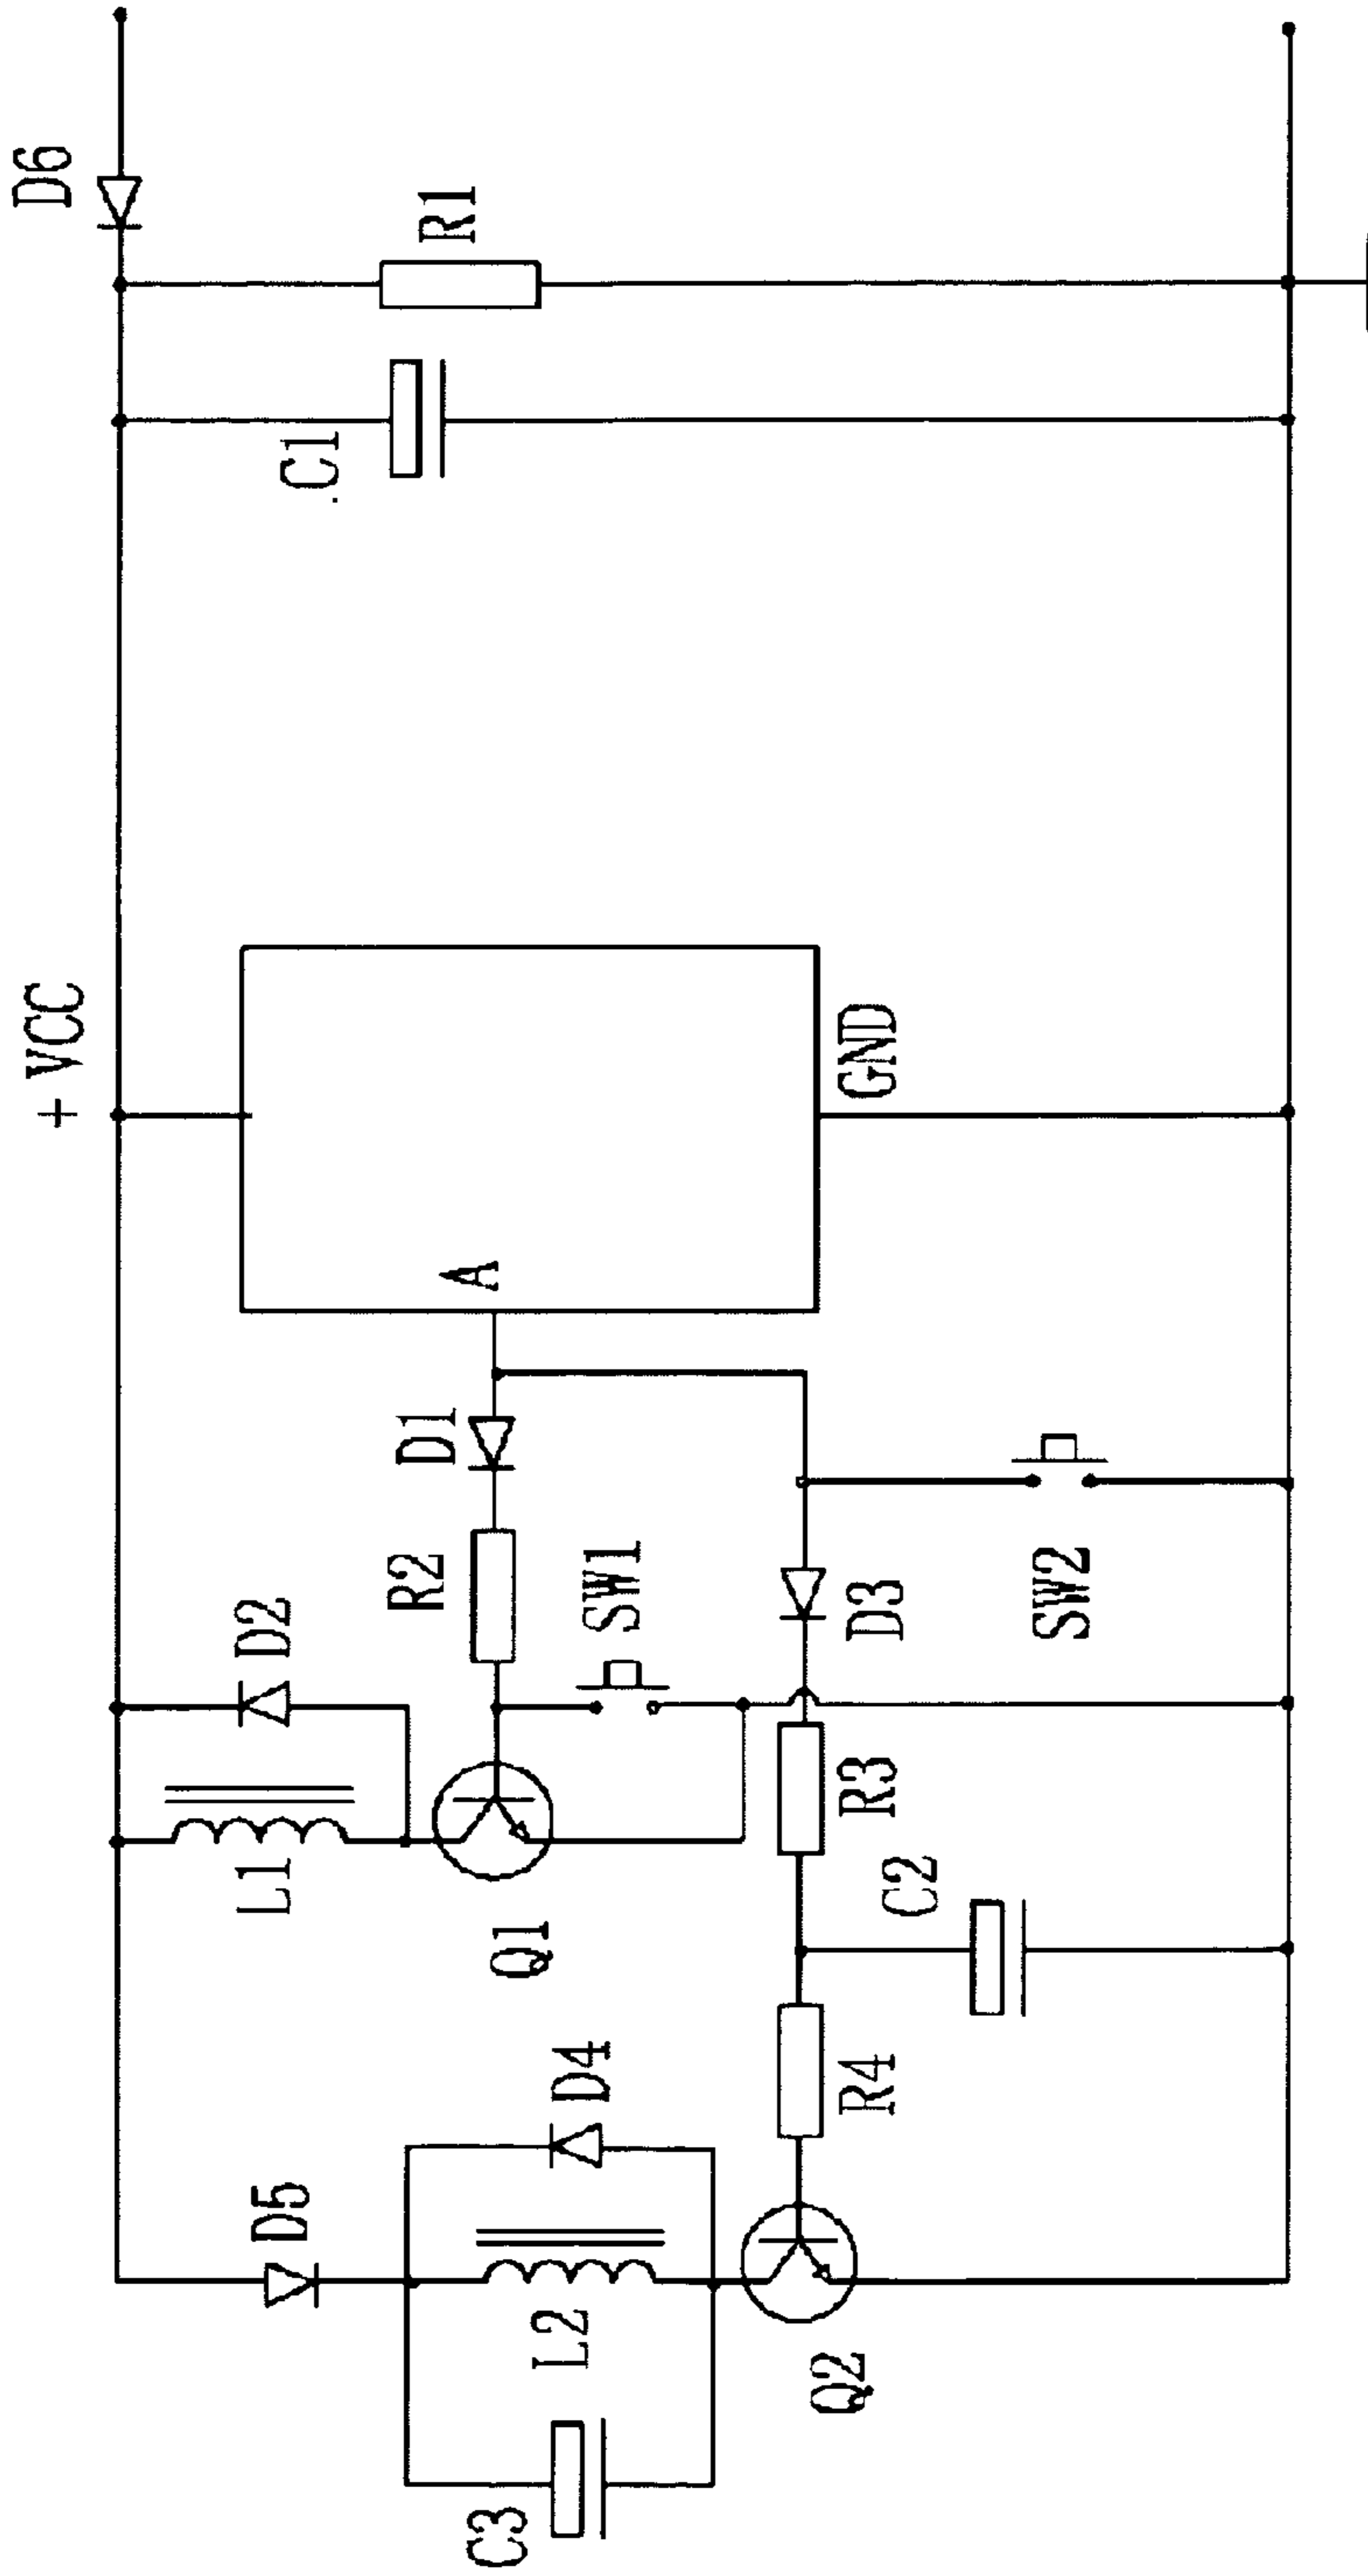 D6
R1
C1
+ VCC
GND
A
D1
R2
SW1
D2
D3
SW2
L1
Q1
R3
C2
D4
R4
D5
L2
Q2
C3